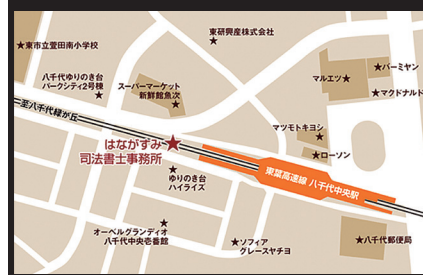 東研興産株式会社
★東市立萱田南小学校
八千代ゆりのき台
パークシティ2号棟★
スーパーマーケット
新鮮館魚次
マルエツ★
★バーミヤン
★マクドナルド
至八千代緑が丘
マツモトキヨシ
★ローソン
はながすみ
司法書士事務所
ゆりのき台
ハイライズ
東葉高速線 八千代中央駅
オーベルグランディオ
八千代中央壱番館
★ソフィア
グレースヤチヨ
★八千代郵便局